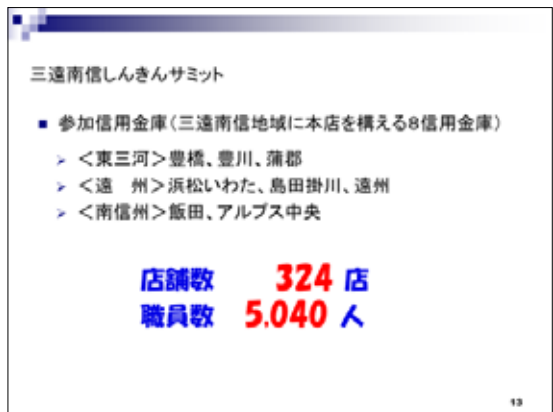 三遠南信しんきんサミット
■ 参加信用金庫(三遠南信地域に本店を構える8信用金庫)
➢ <東三河>豊橋、豊川、蒲郡
➢ <遠　州>浜松いわた、島田掛川、遠州
➢ <南信州>飯田、アルプス中央
店舗数　324 店
職員数　5,040 人
13